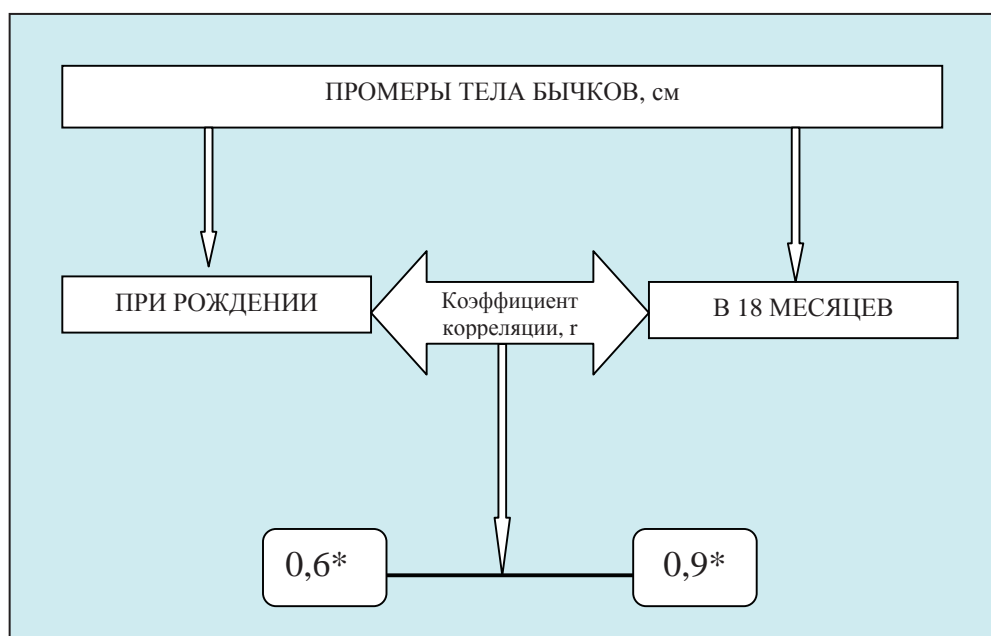 ПРОМЕРЫ ТЕЛА БЫЧКОВ, см
ПРИ РОЖДЕНИИ
Коэффициент
корреляции, r
В 18 МЕСЯЦЕВ
0,6*
0,9*